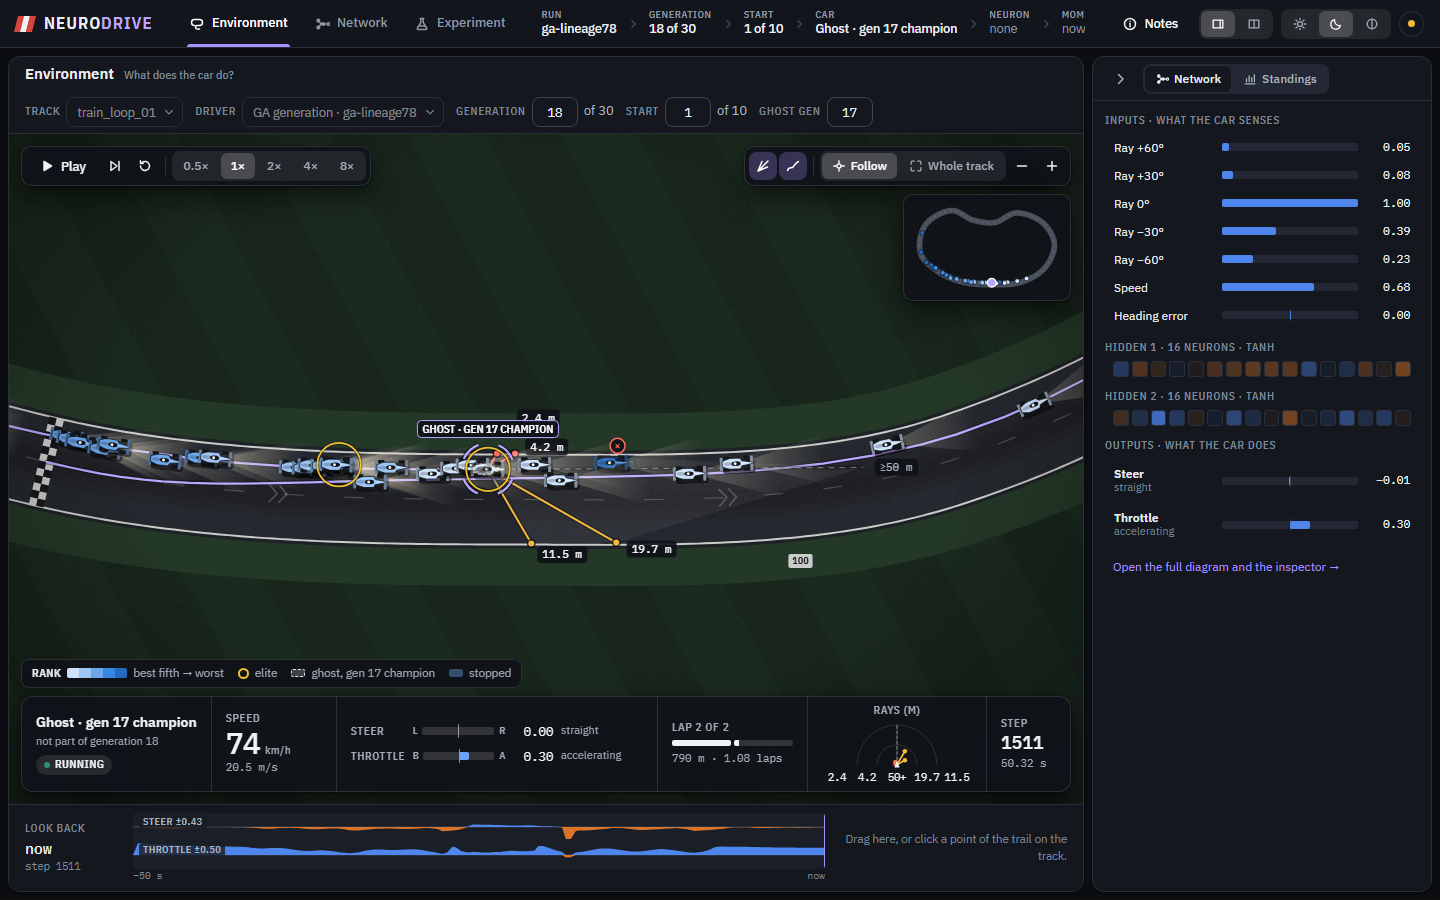 NEURODRIVE
Environment
Network
Experiment
RUN
ga-lineage78
GENERATION
18 of 30
START
1 of 10
CAR
Ghost · gen 17 champion
NEURON
none
MOM
now
Notes
Environment What does the car do?
TRACK train_loop_01 DRIVER GA generation · ga-lineage78 GENERATION 18 of 30 START 1 of 10 GHOST GEN 17
Play 0.5× 1× 2× 4× 8×
Follow Whole track − +
2.4 m
GHOST · GEN 17 CHAMPION
4.2 m
≥50 m
11.5 m
19.7 m
100
RANK best fifth → worst elite ghost, gen 17 champion stopped
Ghost · gen 17 champion
not part of generation 18
RUNNING
SPEED
74 km/h
20.5 m/s
STEER L R 0.00 straight
THROTTLE B A 0.30 accelerating
LAP 2 OF 2
790 m · 1.08 laps
RAYS (M)
2.4 4.2 50+ 19.7 11.5
STEP
1511
50.32 s
LOOK BACK
now
step 1511
STEER ±0.43
THROTTLE ±0.50
−50 s
now
Drag here, or click a point of the trail on the
track.
Network
Standings
INPUTS · WHAT THE CAR SENSES
Ray +60° 0.05
Ray +30° 0.08
Ray 0° 1.00
Ray −30° 0.39
Ray −60° 0.23
Speed 0.68
Heading error 0.00
HIDDEN 1 · 16 NEURONS · TANH
HIDDEN 2 · 16 NEURONS · TANH
OUTPUTS · WHAT THE CAR DOES
Steer
straight
−0.01
Throttle
accelerating
0.30
Open the full diagram and the inspector →